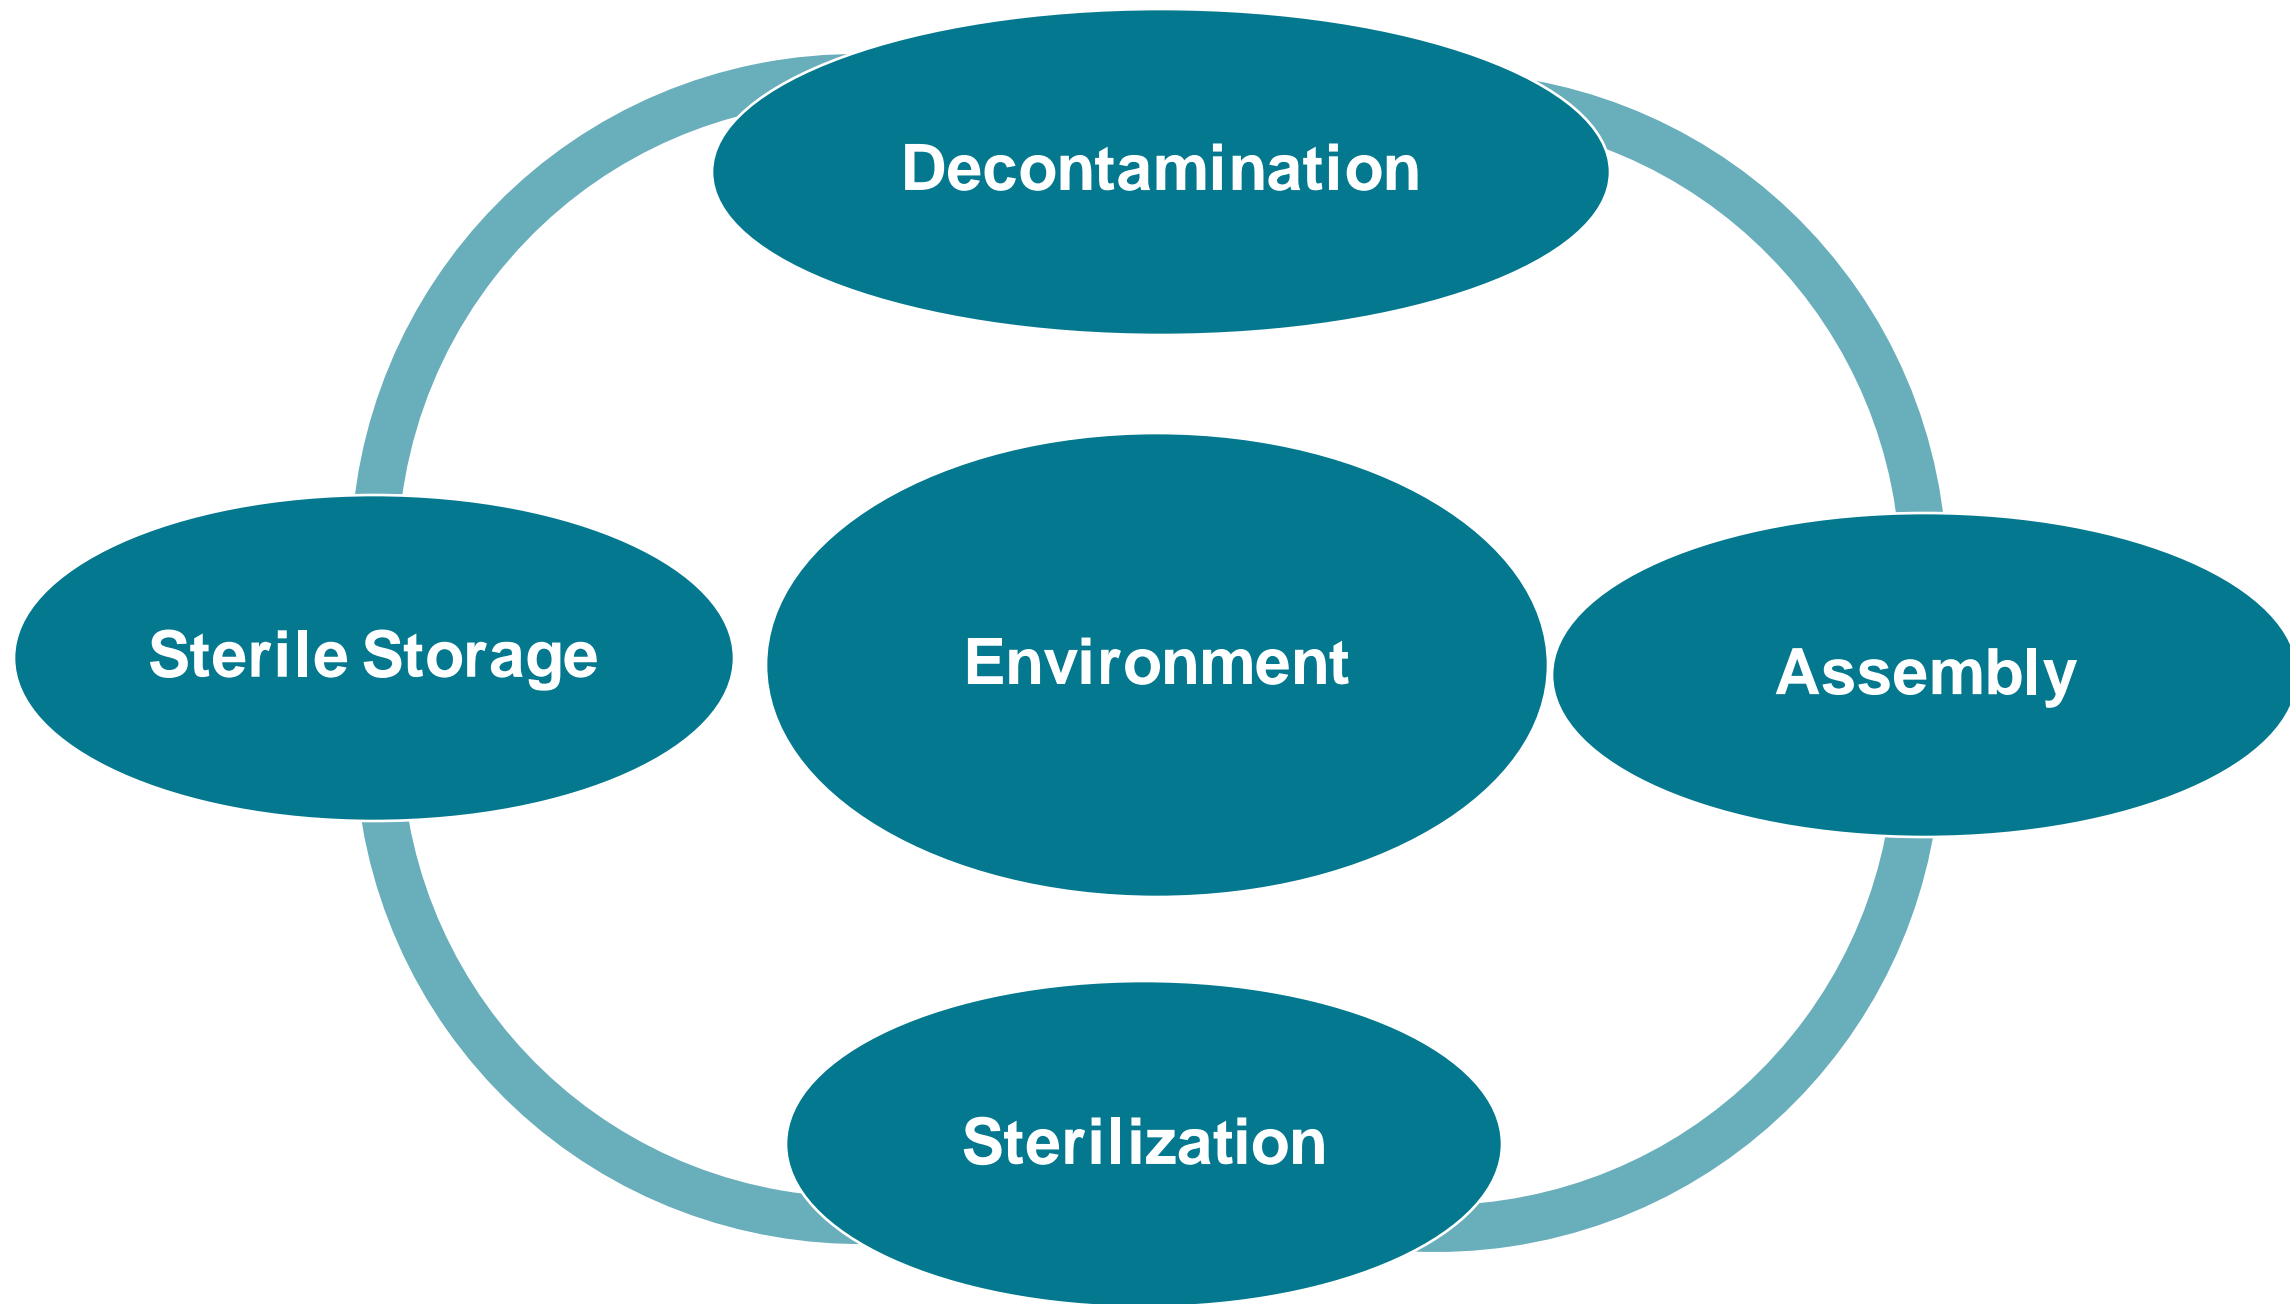 Decontamination
Sterile Storage
Environment
Assembly
Sterilization